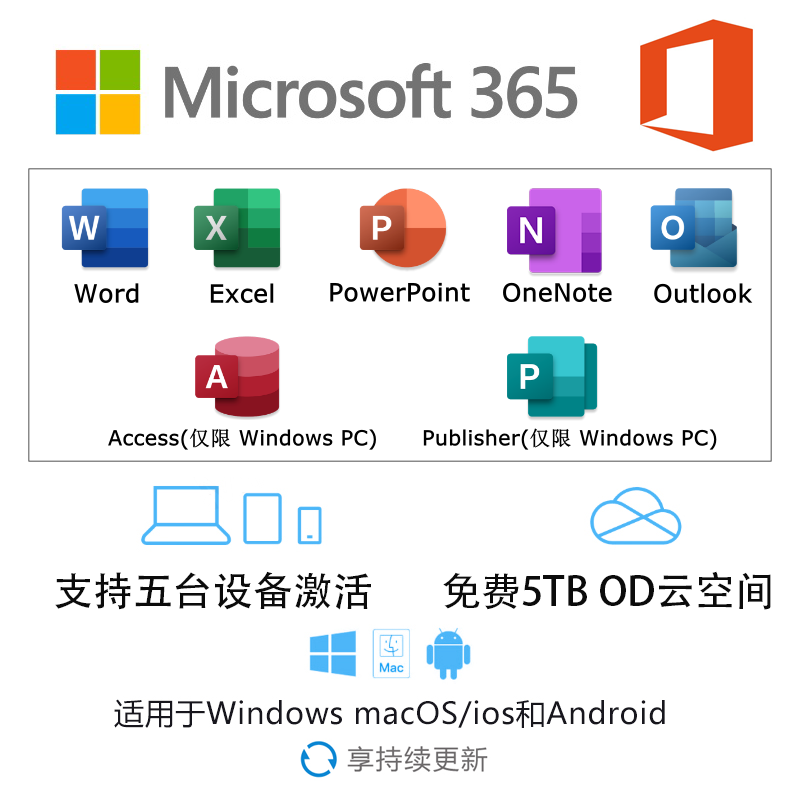 Microsoft 365
W X P N O
Word Excel PowerPoint OneNote Outlook
A P
Access(仅限 Windows PC) Publisher(仅限 Windows PC)
支持五台设备激活 免费5TB OD云空间
Mac
适用于Windows macOS/ios和Android
享持续更新